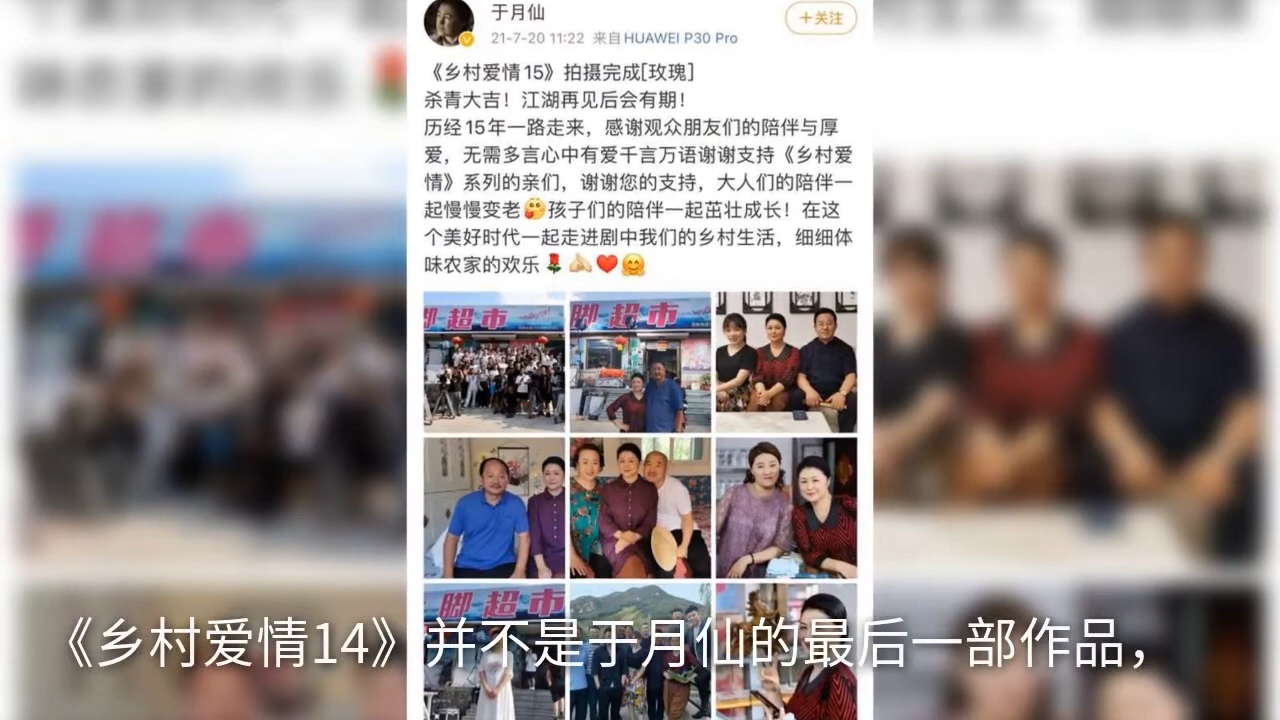 于月仙
21-7-20 11:22 来自 HUAWEI P30 Pro
+关注
《乡村爱情15》拍摄完成[玫瑰]
杀青大吉！江湖再见后会有期！
历经15年一路走来，感谢观众朋友们的陪伴与厚
爱，无需多言心中有爱千言万语谢谢支持《乡村爱
情》系列的亲们，谢谢您的支持，大人们的陪伴一
起慢慢变老🥱孩子们的陪伴一起茁壮成长！在这
个美好时代一起走进剧中我们的乡村生活，细细体
味农家的欢乐🌹🙏❤️🤗
脚超市
脚超市
脚超市
《乡村爱情14》并不是于月仙的最后一部作品，